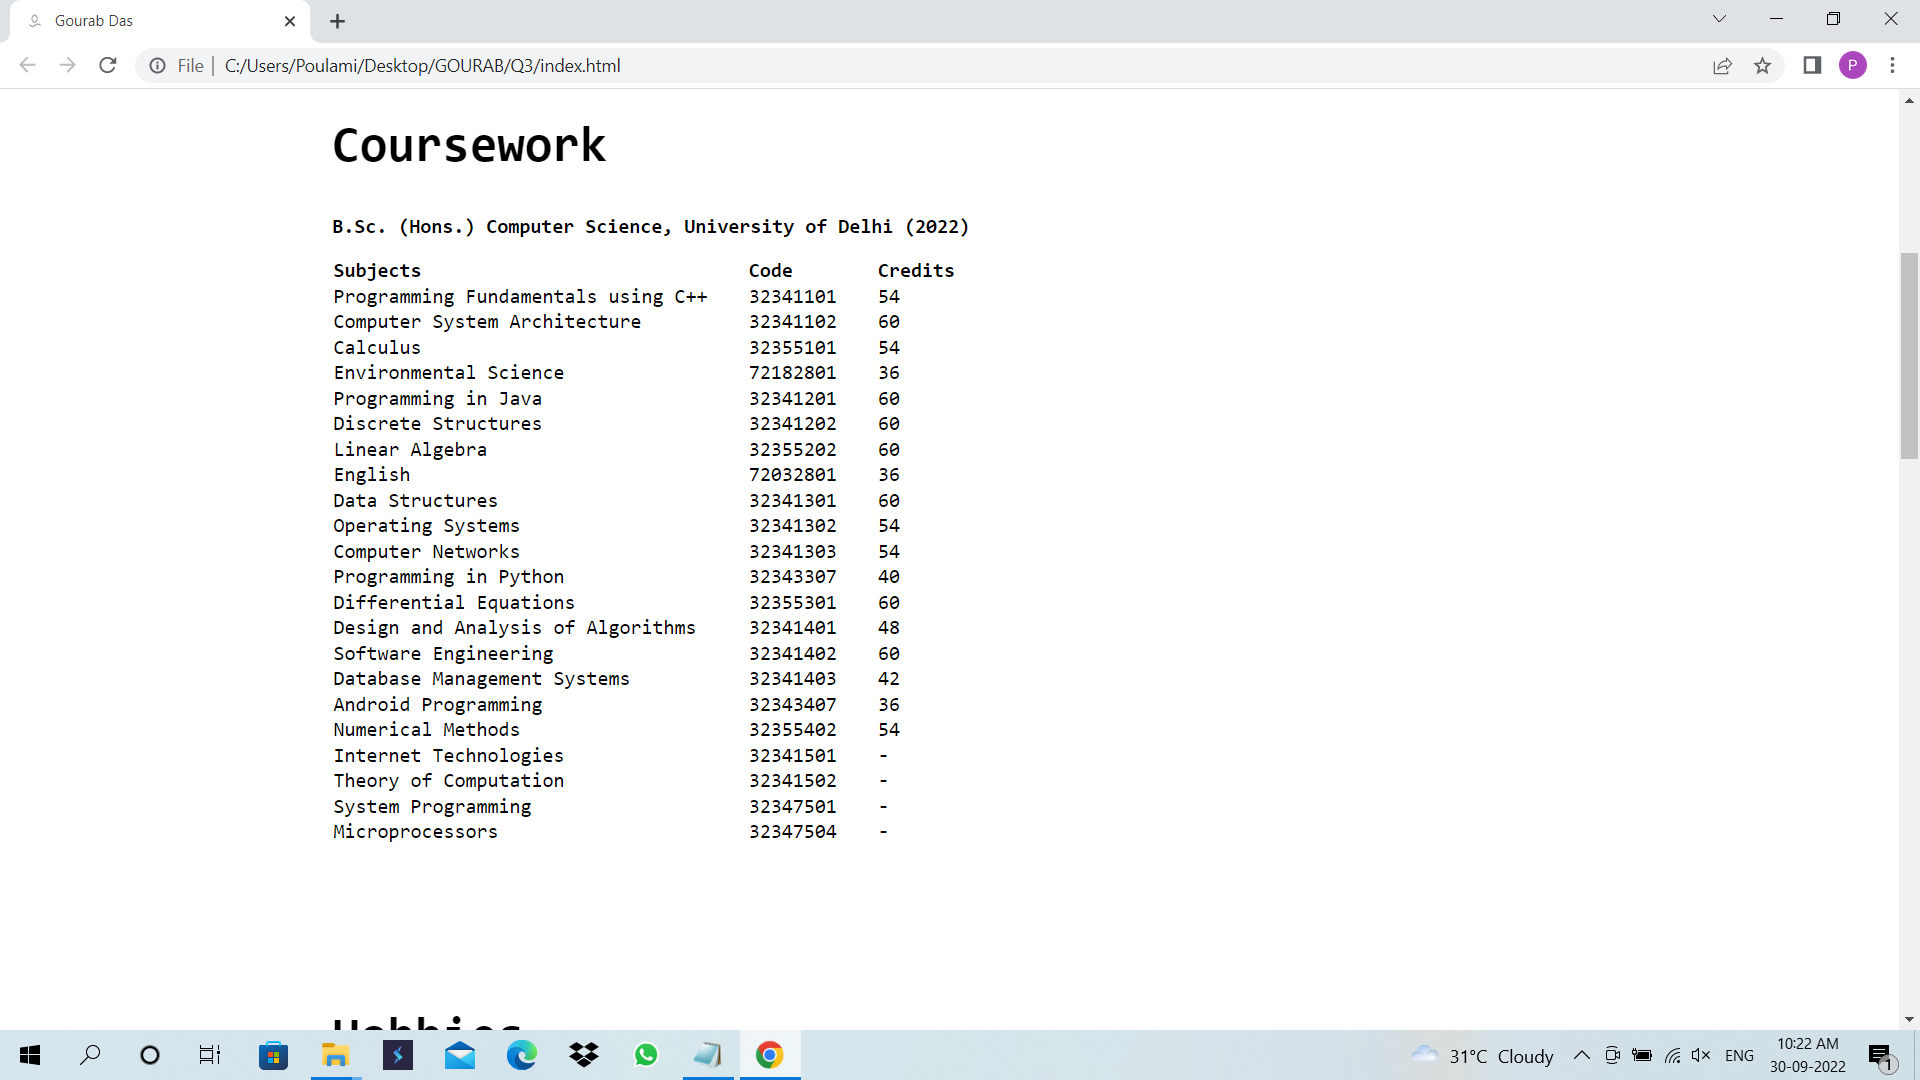 Gourab Das
File | C:/Users/Poulami/Desktop/GOURAB/Q3/index.html
P
Coursework
B.Sc. (Hons.) Computer Science, University of Delhi (2022)
Subjects Code Credits
Programming Fundamentals using C++ 32341101 54
Computer System Architecture 32341102 60
Calculus 32355101 54
Environmental Science 72182801 36
Programming in Java 32341201 60
Discrete Structures 32341202 60
Linear Algebra 32355202 60
English 72032801 36
Data Structures 32341301 60
Operating Systems 32341302 54
Computer Networks 32341303 54
Programming in Python 32343307 40
Differential Equations 32355301 60
Design and Analysis of Algorithms 32341401 48
Software Engineering 32341402 60
Database Management Systems 32341403 42
Android Programming 32343407 36
Numerical Methods 32355402 54
Internet Technologies 32341501 -
Theory of Computation 32341502 -
System Programming 32347501 -
Microprocessors 32347504 -
Hobbies
31°C Cloudy ENG 10:22 AM
30-09-2022
1